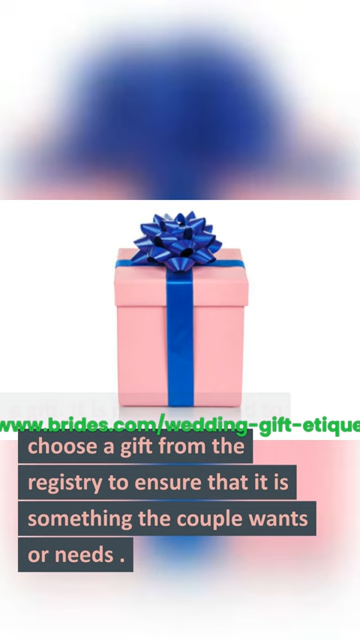 www.brides.com/wedding-gift-etique
choose a gift from the
registry to ensure that it is
something the couple wants
or needs .